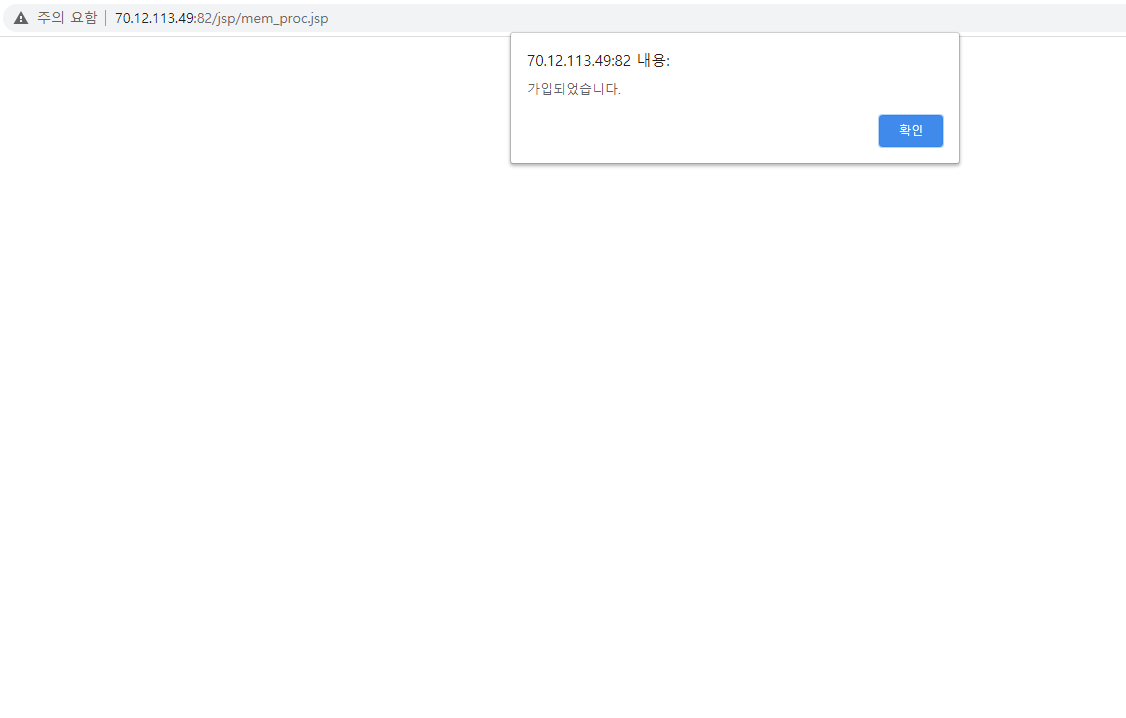 주의 요함 | 70.12.113.49:82/jsp/mem_proc.jsp
70.12.113.49:82 내용:
가입되었습니다.
확인